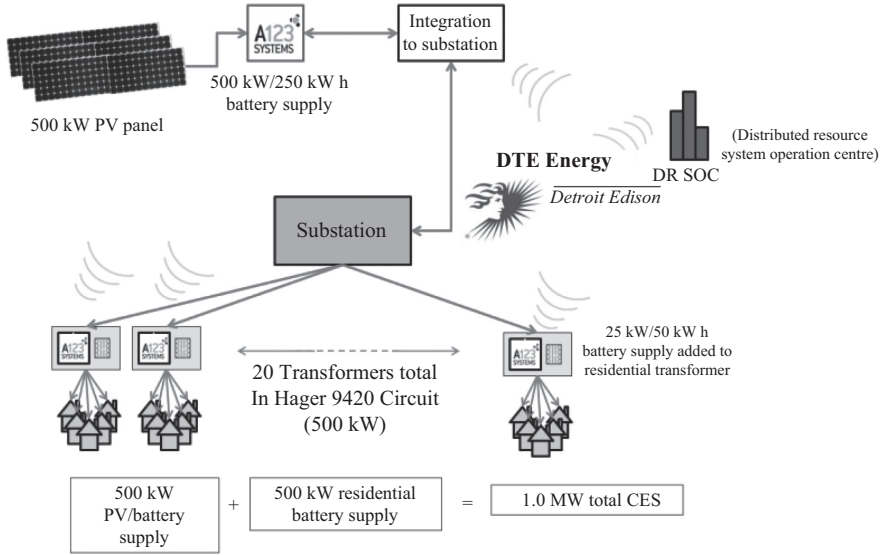 A123
SYSTEMS
Integration
to substation
500 kW/250 kW h
battery supply
500 kW PV panel
DTE Energy
Detroit Edison
DR SOC
(Distributed resource
system operation centre)
Substation
A123
SYSTEMS
A123
SYSTEMS
A123
SYSTEMS
25 kW/50 kW h
battery supply added to
residential transformer
20 Transformers total
In Hager 9420 Circuit
(500 kW)
500 kW
PV/battery
supply
+
500 kW residential
battery supply
=
1.0 MW total CES